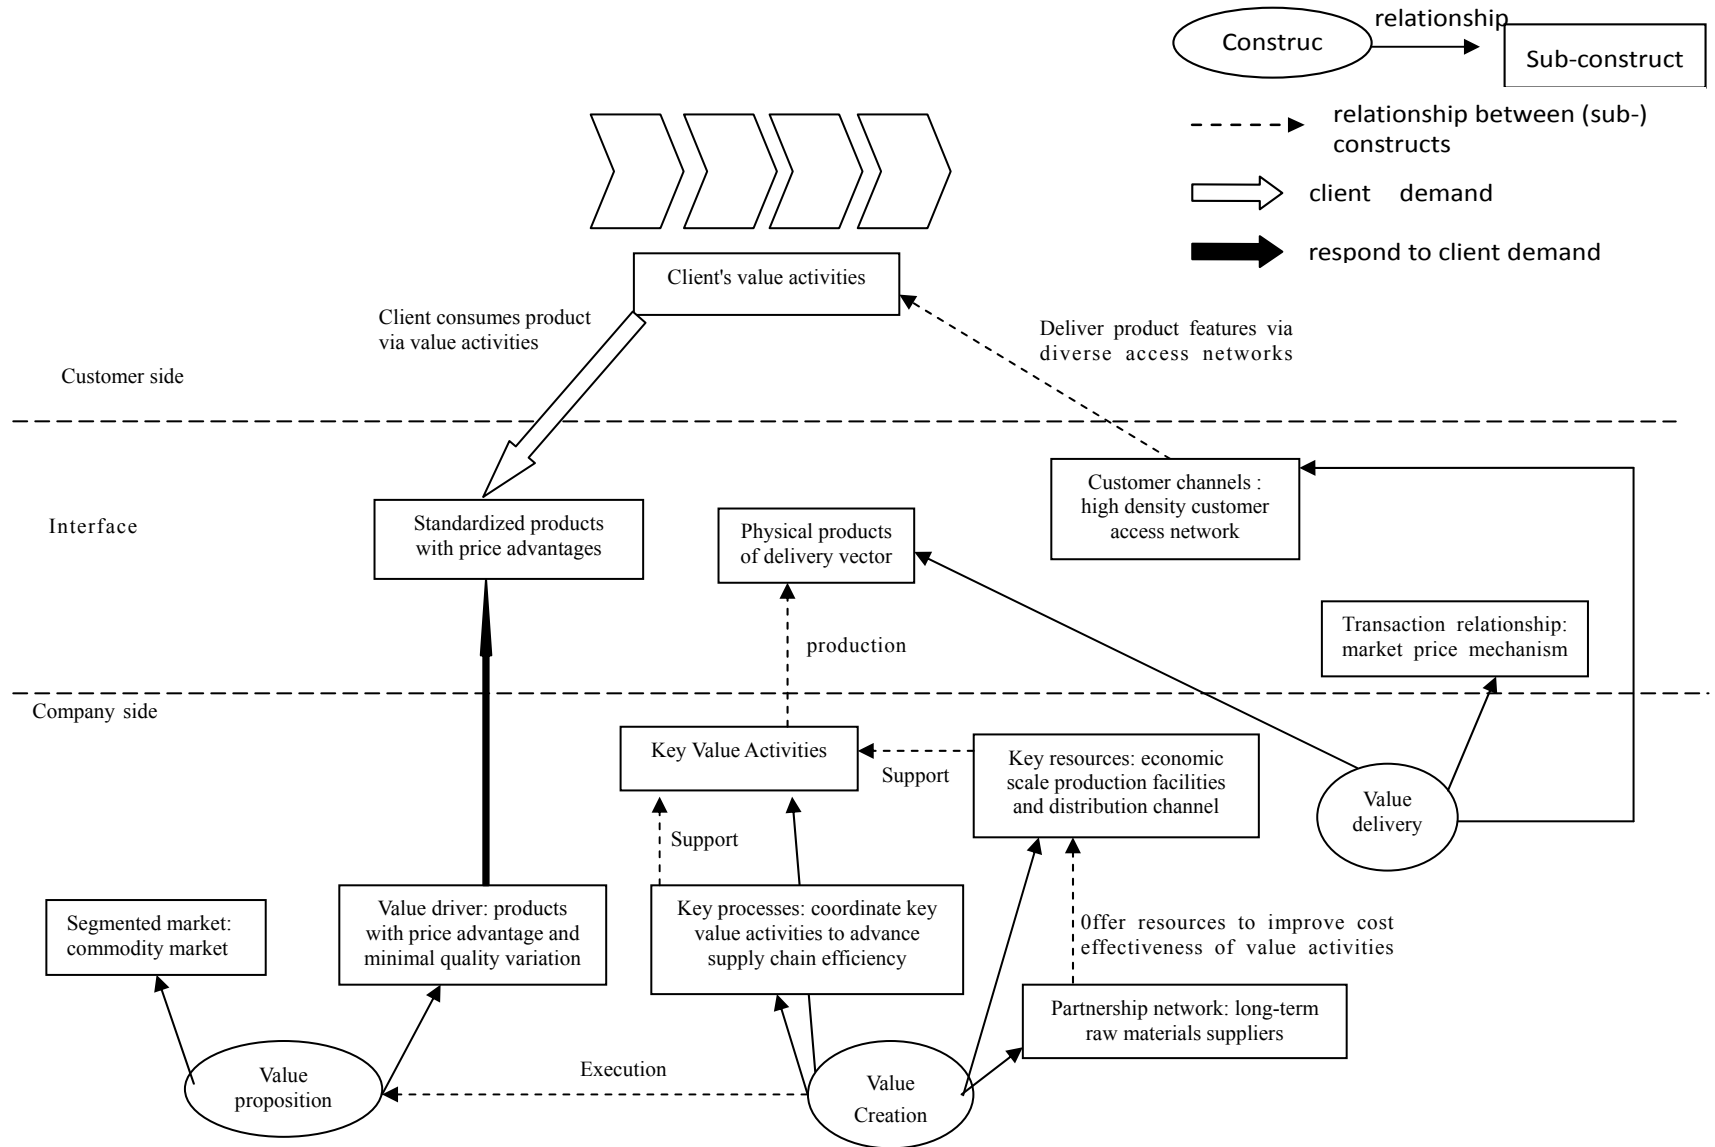 relationship
Construc
Sub-construct
relationship between (sub-)
constructs
client demand
respond to client demand
Client's value activities
Client consumes product
via value activities
Deliver product features via
diverse access networks
Customer side
Interface
Standardized products
with price advantages
Physical products
of delivery vector
Customer channels :
high density customer
access network
Transaction relationship:
market price mechanism
production
Company side
Key Value Activities
Support
Key resources: economic
scale production facilities
and distribution channel
Value
delivery
Support
Segmented market:
commodity market
Value driver: products
with price advantage and
minimal quality variation
Key processes: coordinate key
value activities to advance
supply chain efficiency
0ffer resources to improve cost
effectiveness of value activities
Partnership network: long-term
raw materials suppliers
Value
proposition
Execution
Value
Creation